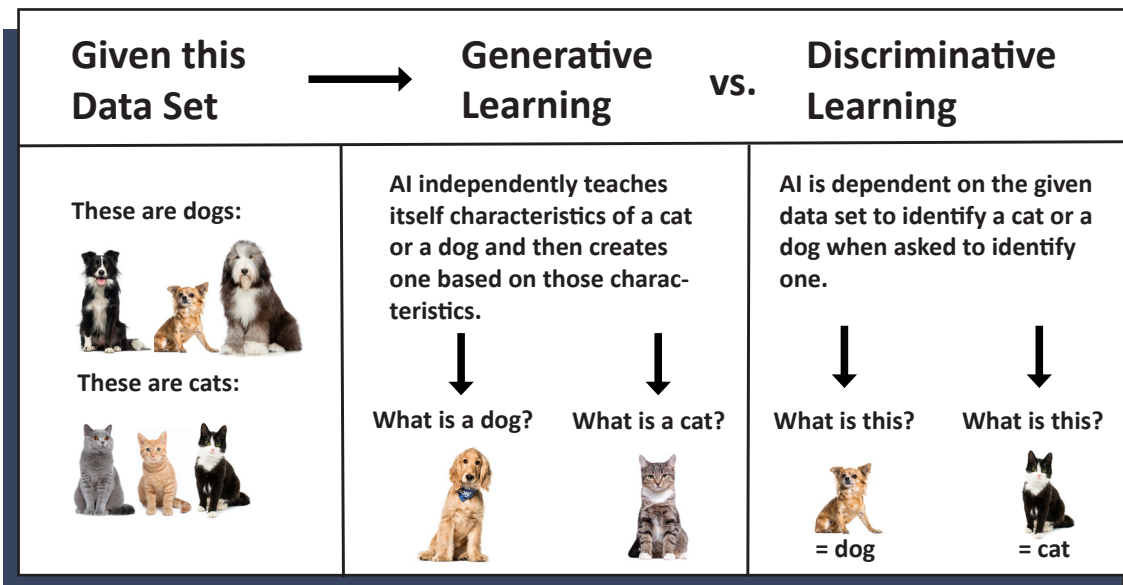 Given this
Data Set
Generative
Learning
vs.
Discriminative
Learning
These are dogs:
These are cats:
AI independently teaches
itself characteristics of a cat
or a dog and then creates
one based on those charac-
teristics.
What is a dog?
What is a cat?
AI is dependent on the given
data set to identify a cat or a
dog when asked to identify
one.
What is this?
= dog
What is this?
= cat